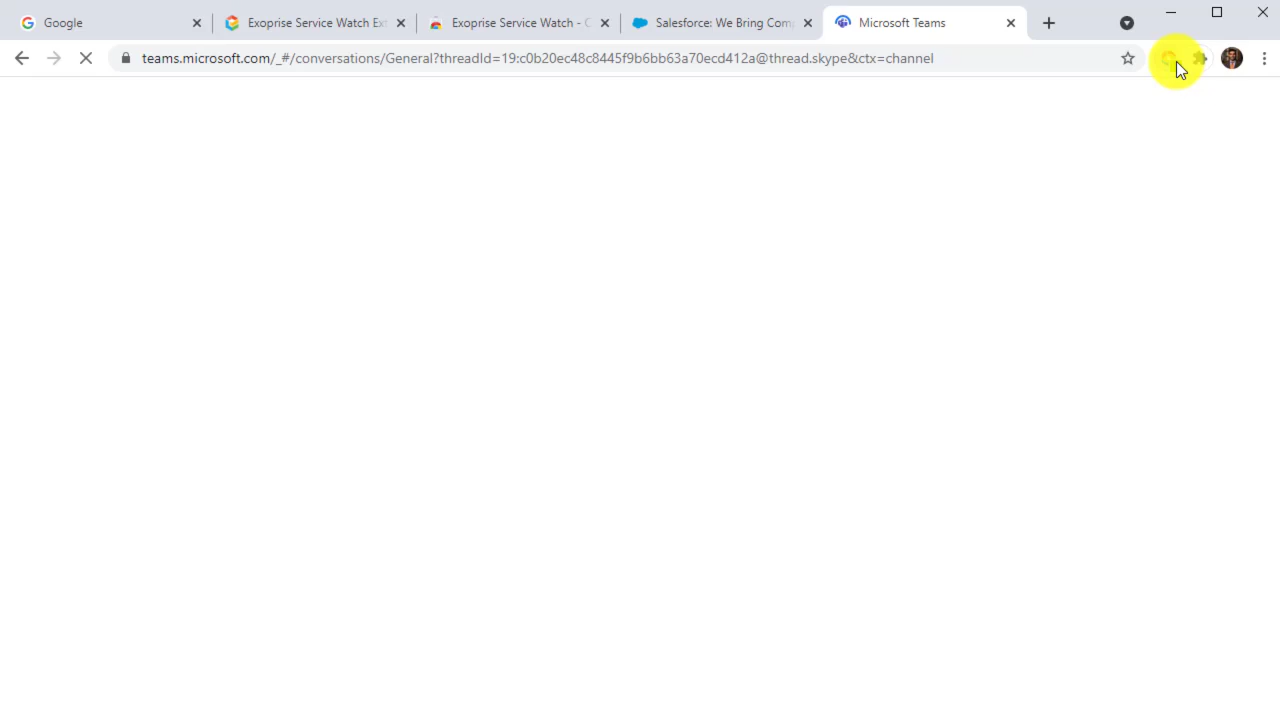 Google
Exoprise Service Watch Ext
Exoprise Service Watch - C
Salesforce: We Bring Com
Microsoft Teams
teams.microsoft.com/_#/conversations/General?threadId=19:c0b20ec48c8445f9b6bb63a70ecd412a@thread.skype&ctx=channel